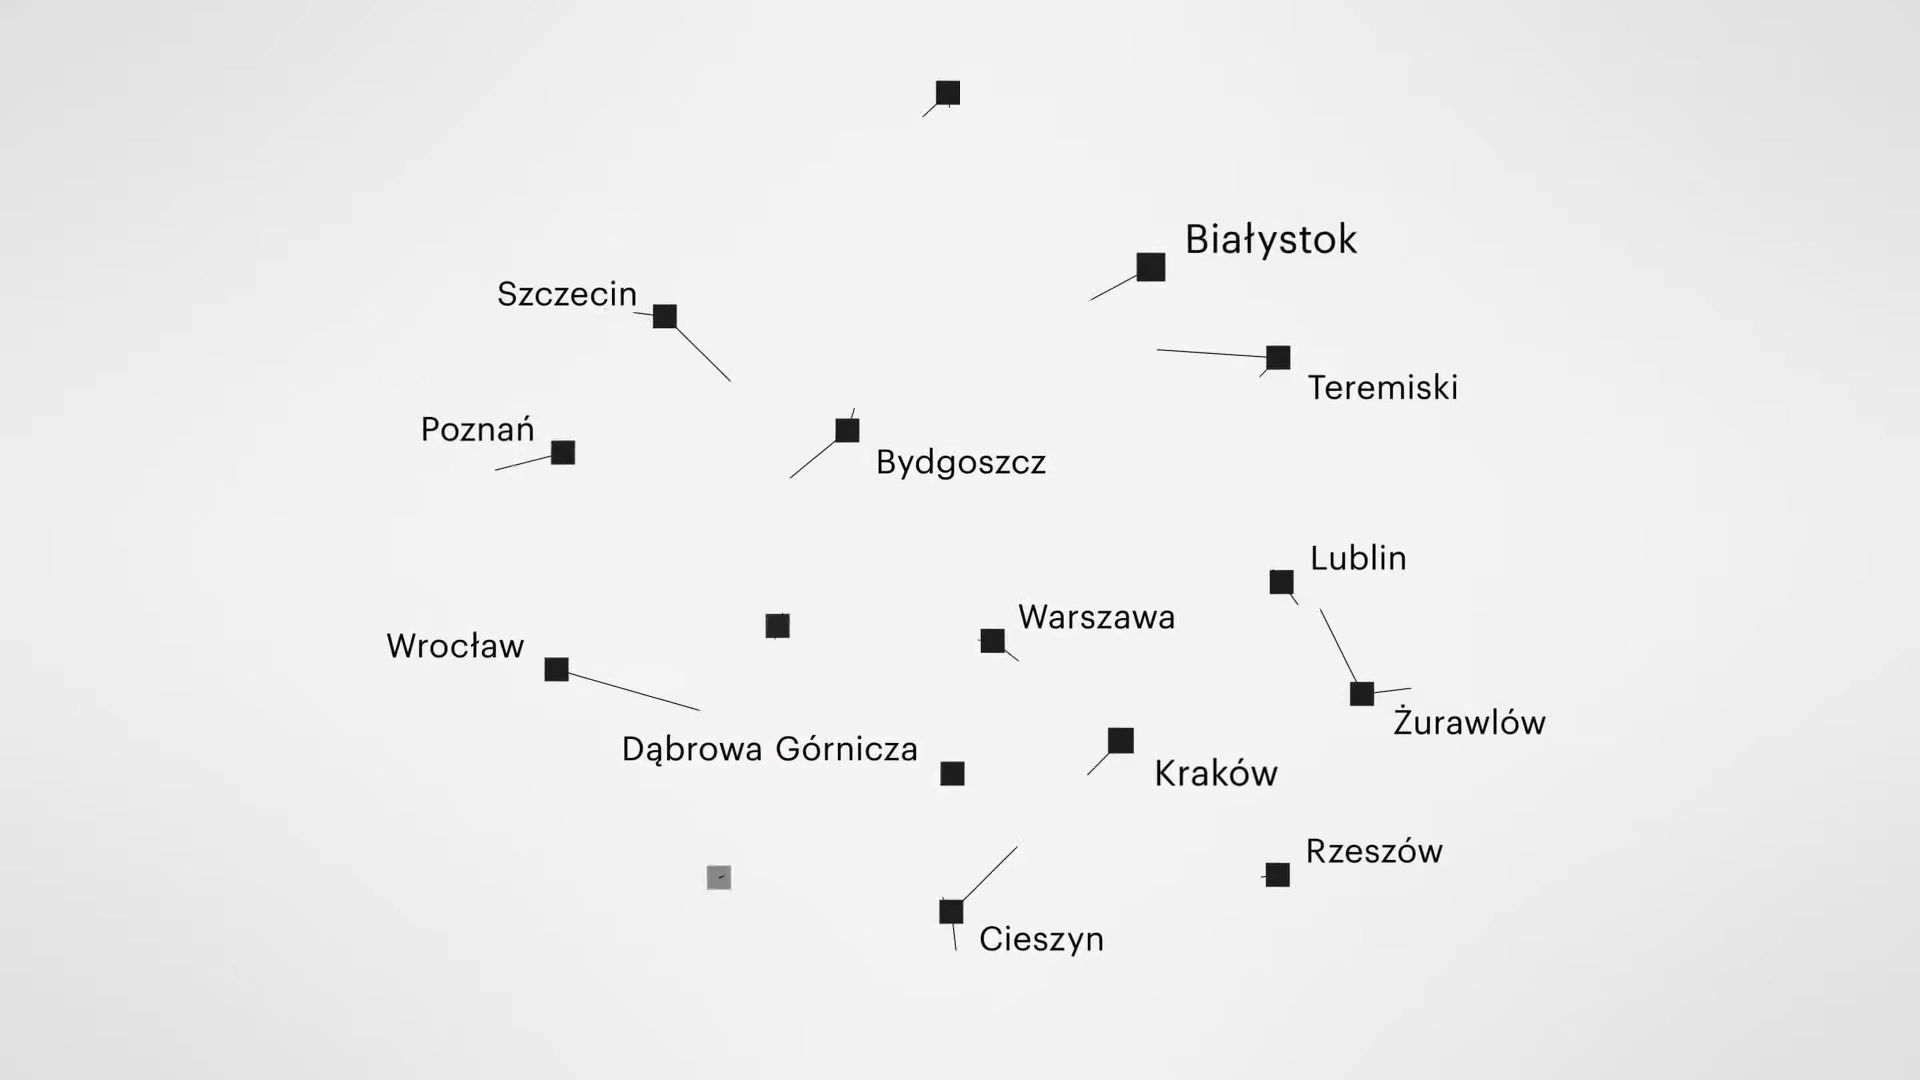 Białystok
Szczecin
Teremiski
Poznań
Bydgoszcz
Lublin
Warszawa
Wrocław
Żurawlów
Dąbrowa Górnicza
Kraków
Rzeszów
Cieszyn